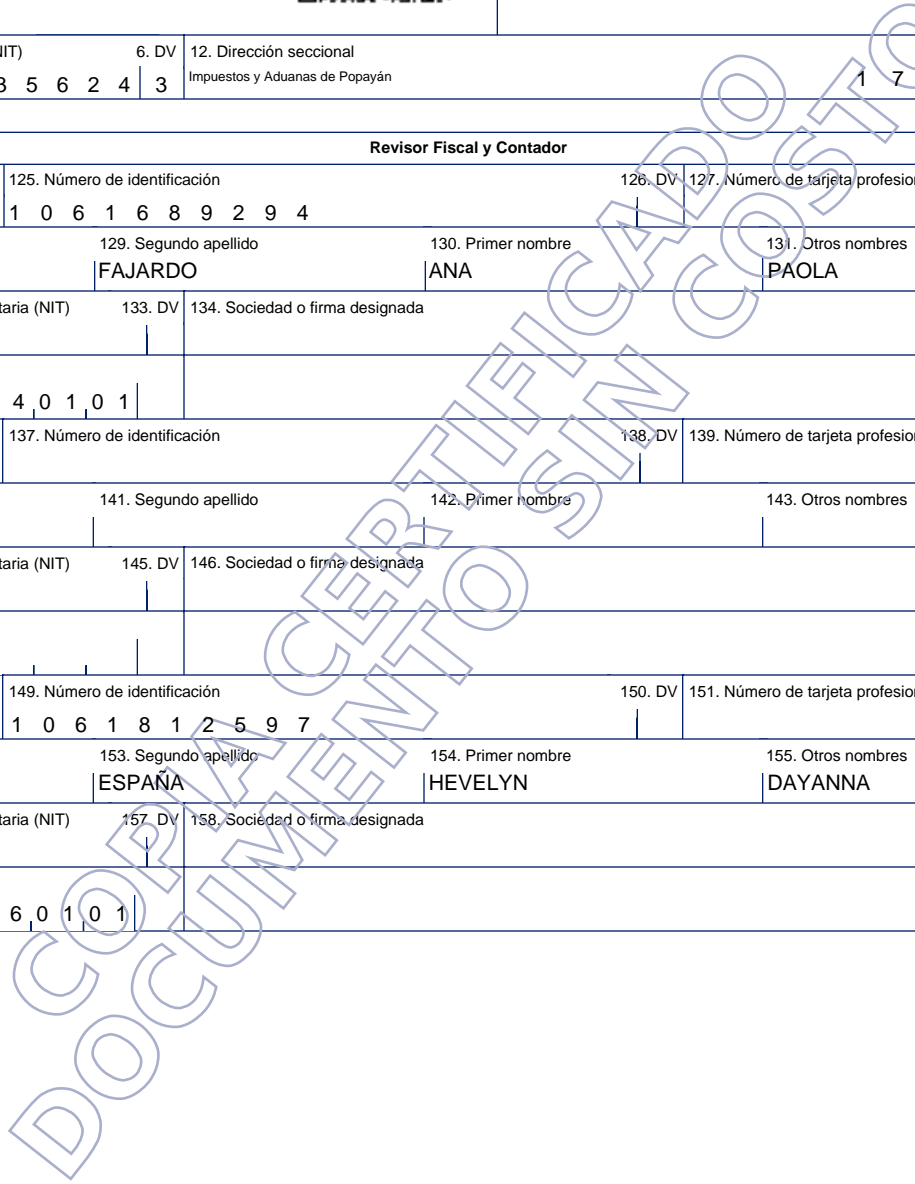 NIT) 6. DV 12. Dirección seccional
3 5 6 2 4 3 Impuestos y Aduanas de Popayán 1 7
Revisor Fiscal y Contador
125. Número de identificación 126. DV 127. Número de tarjeta profesion
1 0 6 1 6 8 9 2 9 4
129. Segundo apellido 130. Primer nombre 131. Otros nombres
FAJARDO ANA PAOLA
taria (NIT) 133. DV 134. Sociedad o firma designada
4 0 1 0 1
137. Número de identificación 138. DV 139. Número de tarjeta profesion
141. Segundo apellido 142. Primer nombre 143. Otros nombres
taria (NIT) 145. DV 146. Sociedad o firma designada
149. Número de identificación 150. DV 151. Número de tarjeta profesion
1 0 6 1 8 1 2 5 9 7
153. Segundo apellido 154. Primer nombre 155. Otros nombres
ESPAÑA HEVELYN DAYANNA
taria (NIT) 157. DV 158. Sociedad o firma designada
6 0 1 0 1
COPIA CERTIFICADO
DOCUMENTO SIN COSTO